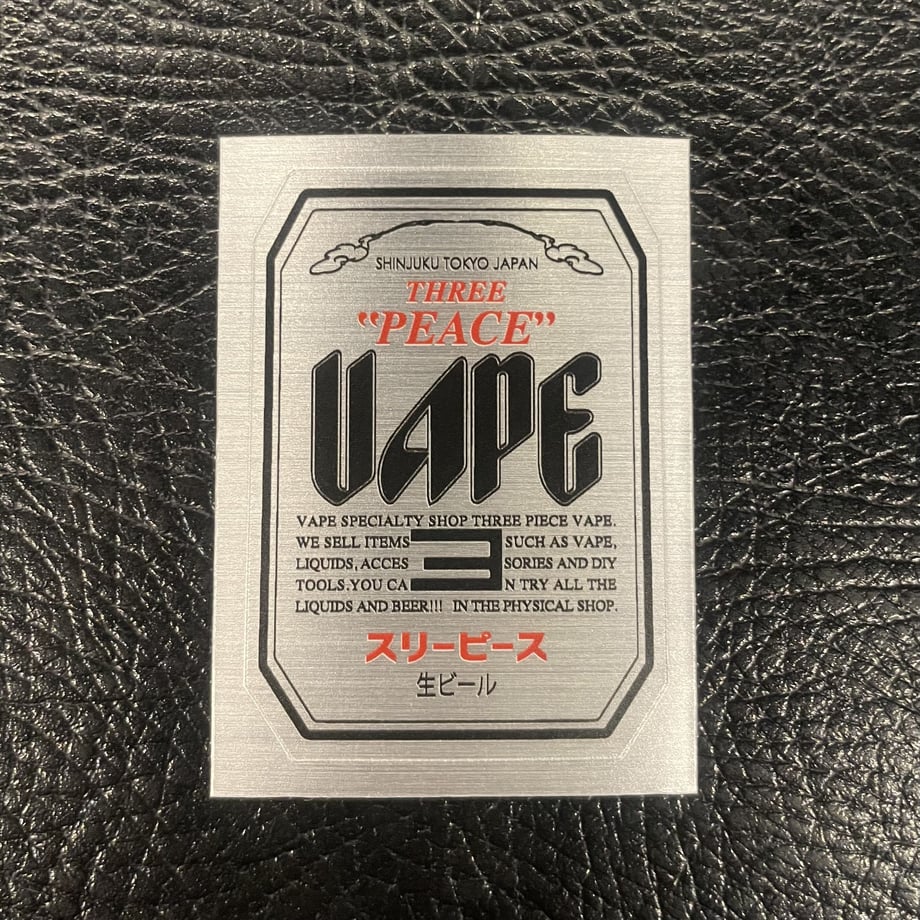 SHINJUKU TOKYO JAPAN
THREE
“PEACE”
VAPE
VAPE SPECIALTY SHOP THREE PIECE VAPE.
WE SELL ITEMS SUCH AS VAPE,
LIQUIDS, ACCES 3 SORIES AND DIY
TOOLS.YOU CA N TRY ALL THE
LIQUIDS AND BEER!!! IN THE PHYSICAL SHOP.
スリーピース
生ビール